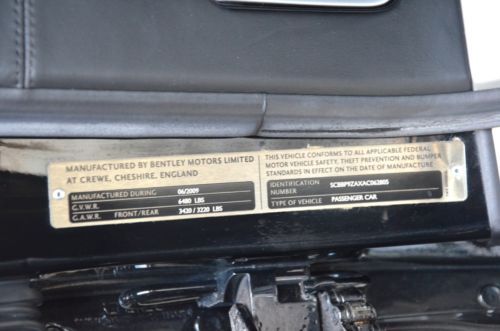 MANUFACTURED BY BENTLEY MOTORS LIMITED
AT CREWE, CHESHIRE, ENGLAND
MANUFACTURED DURING 06/2009
G.V.W.R. 6480 LBS
G.A.W.R. FRONT/REAR 3420 / 3220 LBS
THIS VEHICLE CONFORMS TO ALL APPLICABLE FEDERAL
MOTOR VEHICLE SAFETY, THEFT PREVENTION AND BUMPER
STANDARDS IN EFFECT ON THE DATE OF MANUFACTURE
IDENTIFICATION SCBBP9ZAXAC062805
NUMBER
TYPE OF VEHICLE PASSENGER CAR